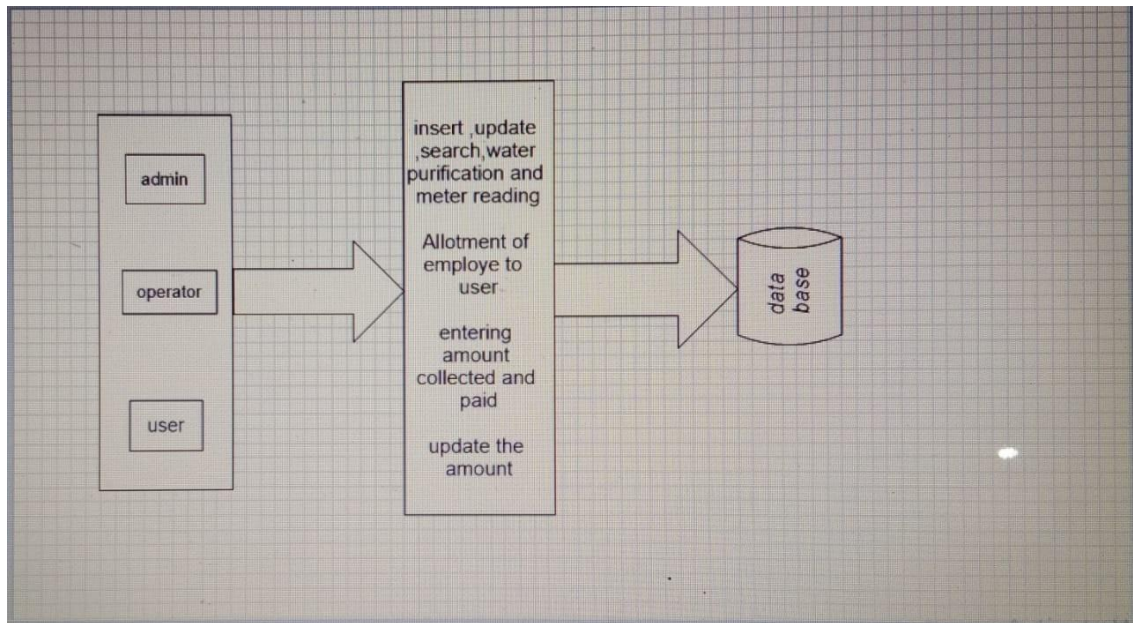 admin
operator
user
insert ,update
,search,water
purification and
meter reading
Allotment of
employe to
user
entering
amount
collected and
paid
update the
amount
data
base